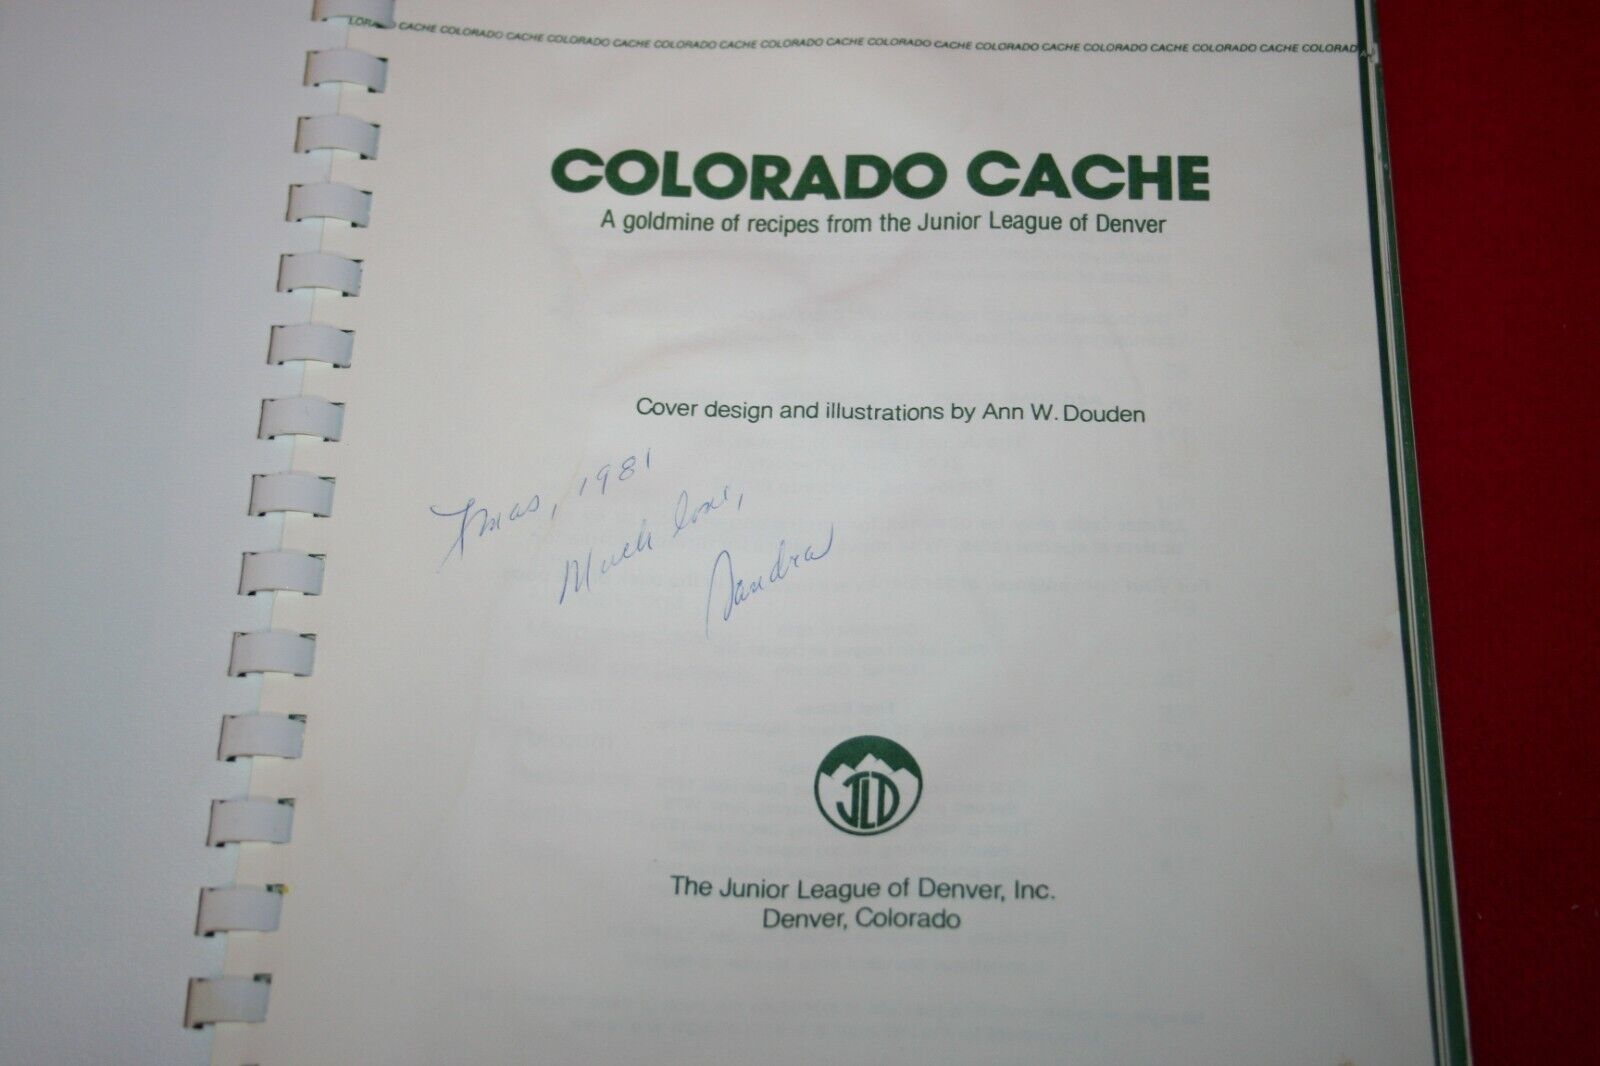 LORADO CACHE COLORADO CACHE COLORADO CACHE COLORADO CACHE COLORADO CACHE COLORADO CACHE COLORADO CACHE COLORADO CACHE COLORADO CACHE COLORAD
COLORADO CACHE
A goldmine of recipes from the Junior League of Denver
Cover design and illustrations by Ann W. Douden
Xmas, 1981
Much love,
Sandra
JLD
The Junior League of Denver, Inc.
Denver, Colorado